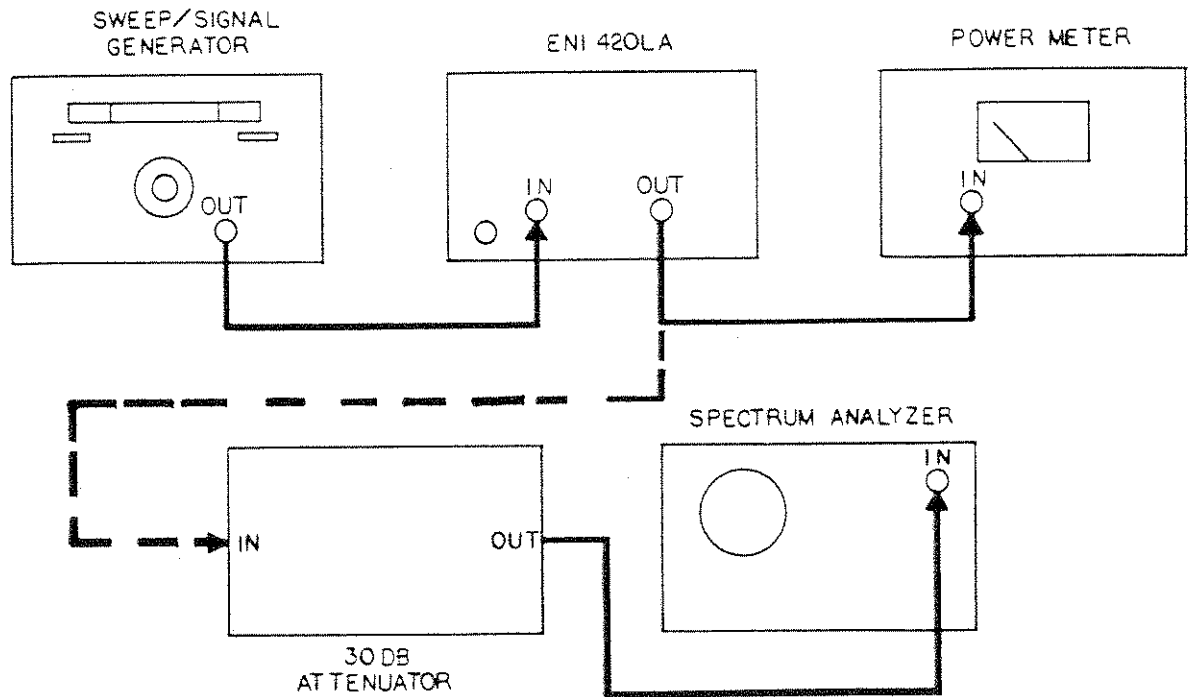 SWEEP/SIGNAL
GENERATOR
ENI 420LA
POWER METER
OUT
IN
OUT
IN
SPECTRUM ANALYZER
IN
IN
OUT
30 DB
ATTENUATOR